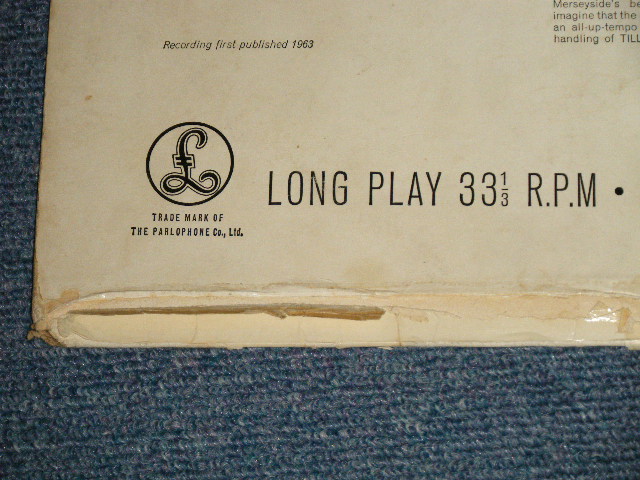 Merseyside's be
imagine that the
an all-up-tempo
handling of TILL
Recording first published 1963
£
TRADE MARK OF
THE PARLOPHONE Co., Ltd.
LONG PLAY 33⅓ R.P.M •